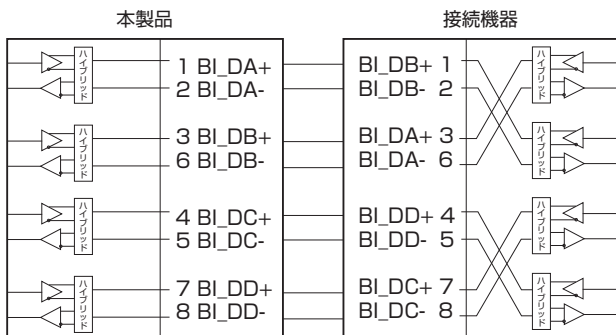 本製品
接続機器
ハイブリッド
1 BI_DA+
2 BI_DA-
BI_DB+ 1
BI_DB- 2
ハイブリッド
ハイブリッド
3 BI_DB+
6 BI_DB-
BI_DA+ 3
BI_DA- 6
ハイブリッド
ハイブリッド
4 BI_DC+
5 BI_DC-
BI_DD+ 4
BI_DD- 5
ハイブリッド
ハイブリッド
7 BI_DD+
8 BI_DD-
BI_DC+ 7
BI_DC- 8
ハイブリッド